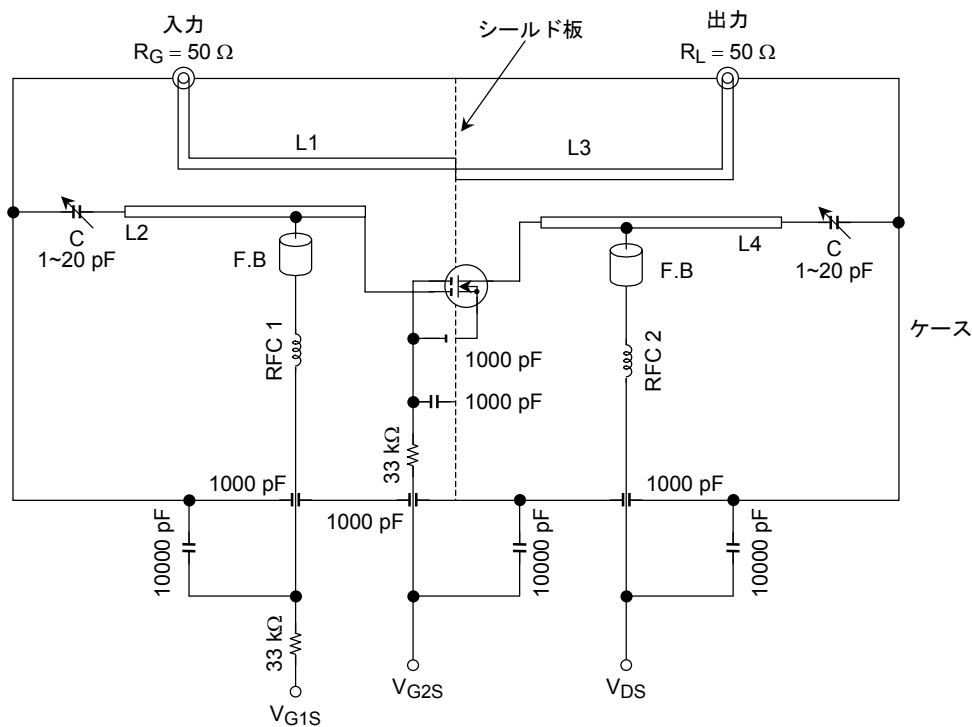 入力
R_G = 50 Ω
シールド板
出力
R_L = 50 Ω
L1
L3
C
1~20 pF
L2
F.B
L4
F.B
C
1~20 pF
ケース
RFC 1
1000 pF
RFC 2
1000 pF
33 kΩ
1000 pF
1000 pF
1000 pF
10000 pF
10000 pF
10000 pF
33 kΩ
V_G1S
V_G2S
V_DS